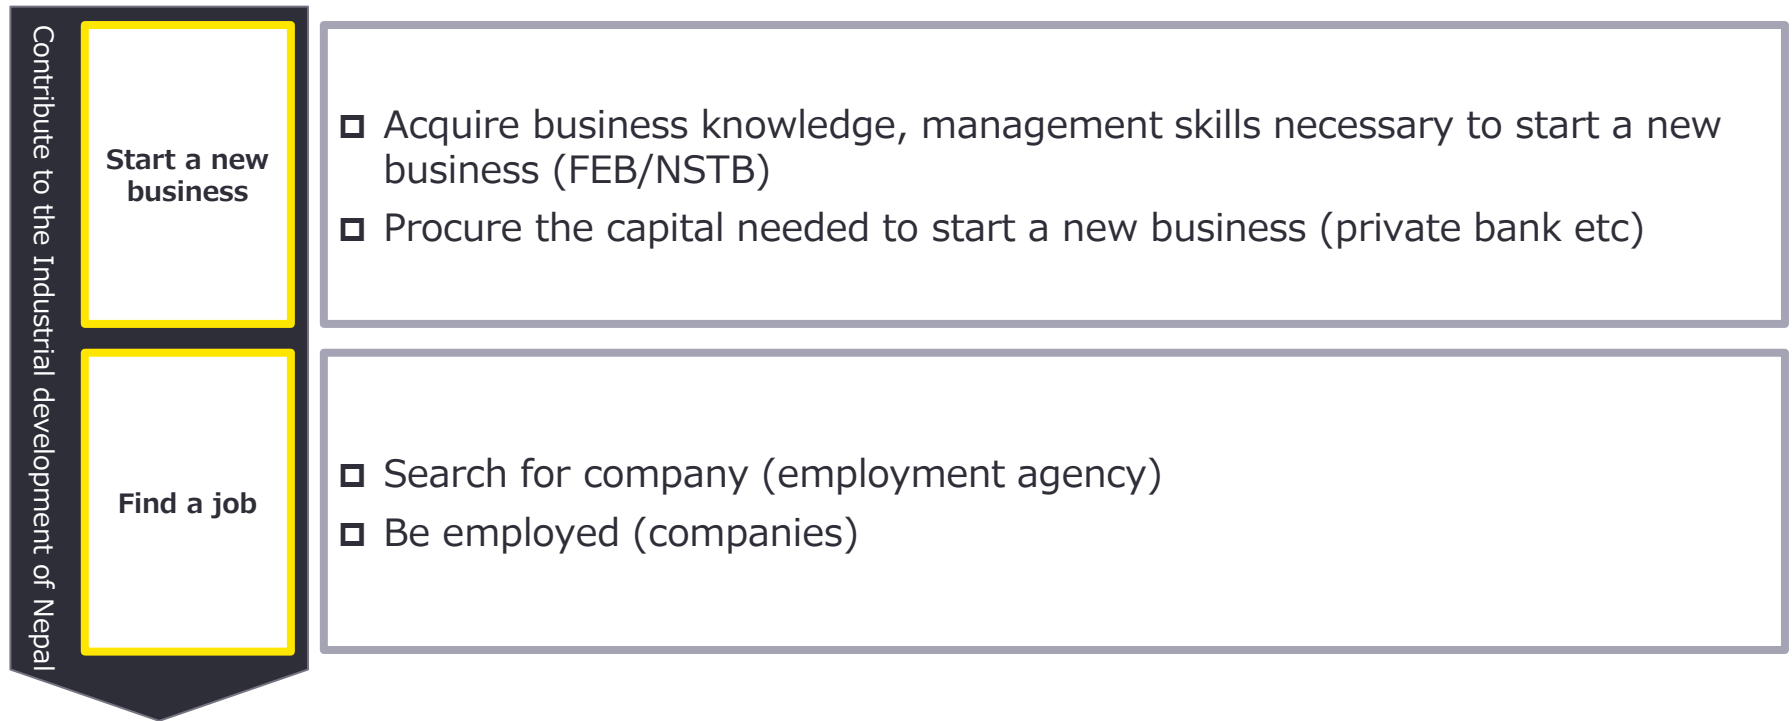 Contribute to the Industrial development of Nepal
Start a new
business
Acquire business knowledge, management skills necessary to start a new
business (FEB/NSTB)
Procure the capital needed to start a new business (private bank etc)
Find a job
Search for company (employment agency)
Be employed (companies)